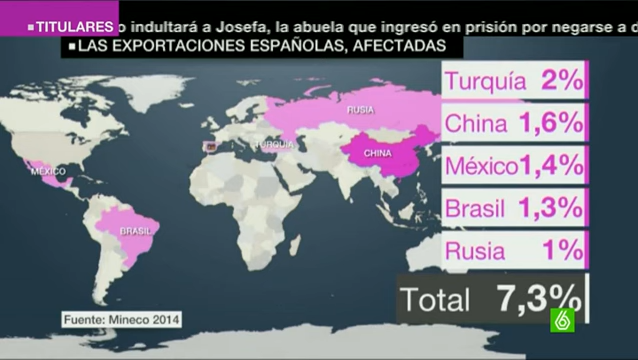 TITULARES
o indultará a Josefa, la abuela que ingresó en prisión por negarse a d
LAS EXPORTACIONES ESPAÑOLAS, AFECTADAS
RUSIA
TURQUÍA
CHINA
MÉXICO
BRASIL
Turquía 2%
China 1,6%
México 1,4%
Brasil 1,3%
Rusia 1%
Total 7,3%
Fuente: Mineco 2014
6